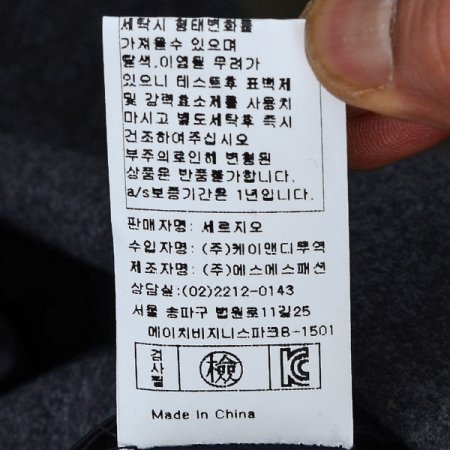 세탁시 형태변화를
가져올수 있으며
탈색,이염될 우려가
있으니 테스트후 표백제
및 강력효소제를 사용치
마시고 별도세탁후 즉시
건조하여주십시오
부주의로인해 변형된
상품은 반품불가합니다.
a/s보증기간은 1년입니다.
판매자명: 세르지오
수입자명: (주)케이앤디무역
제조자명: (주)에스에스패션
상담실:(02)2212-0143
서울 송파구 법원로11길25
에이치비지니스파크B-1501
검사필 檢 KC
Made in China